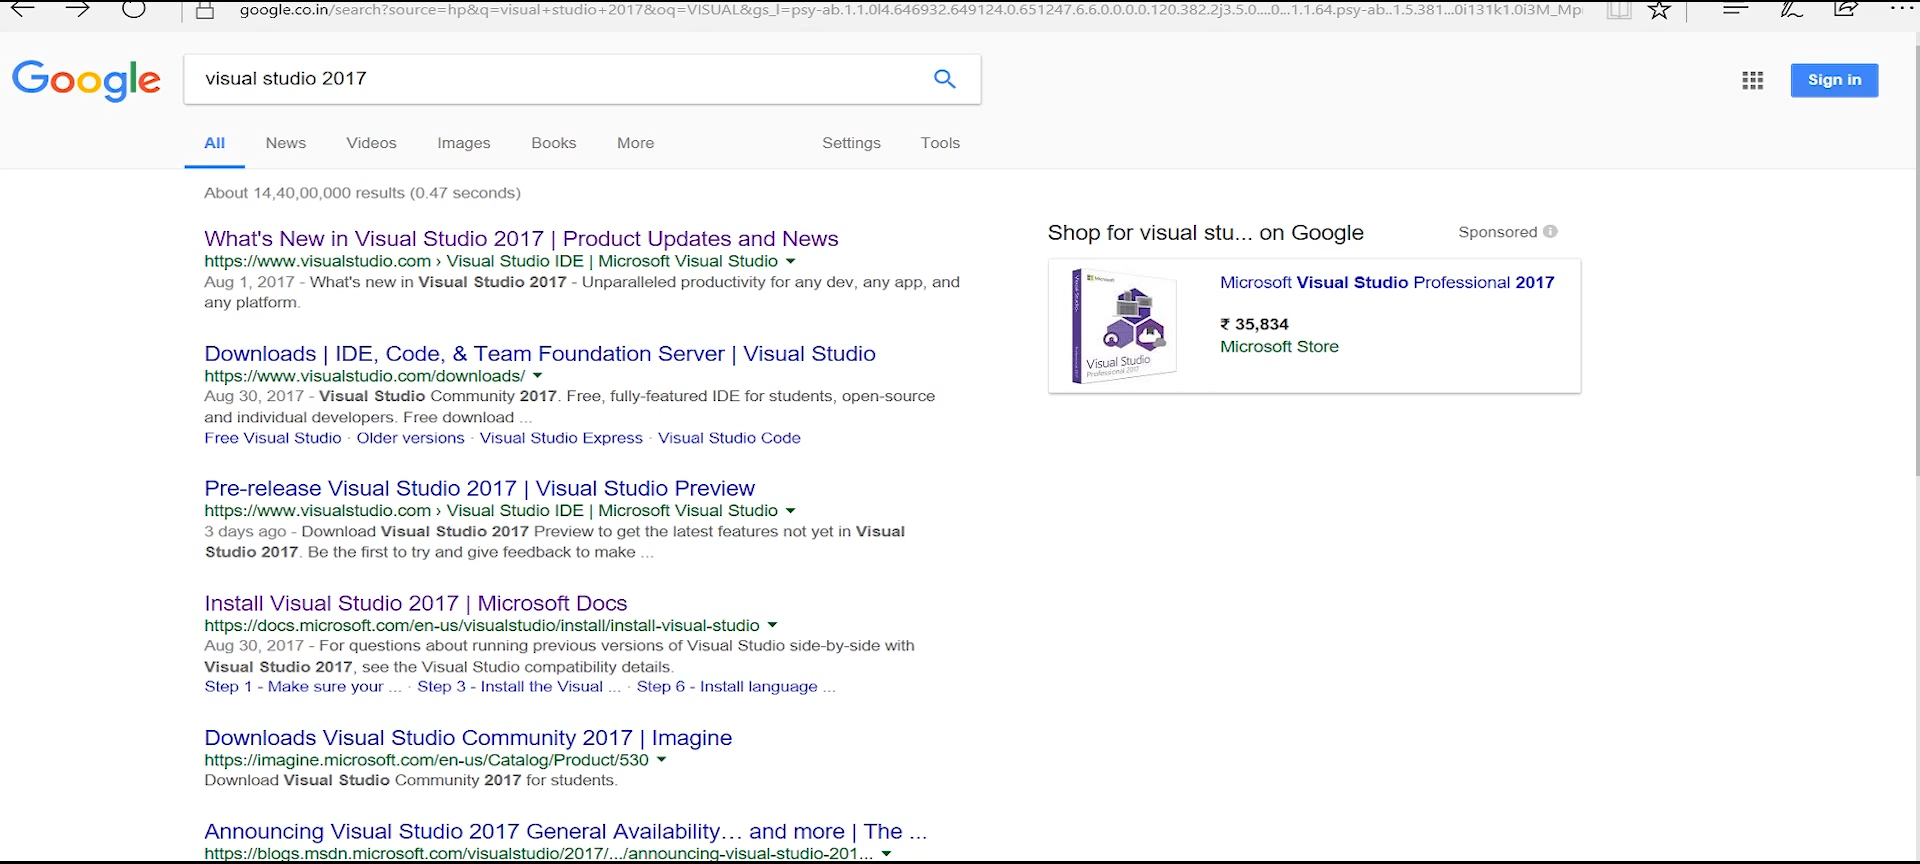 google.co.in/search?source=hp&q=visual+studio+2017&oq=VISUAL&gs_l=psy-ab.1.1.0l4.646932.649124.0.651247.6.6.0.0.0.0.120.382.2j3.5.0....0...1.1.64.psy-ab..1.5.381...0i131k1.0i3M_Mp
Google
visual studio 2017
Sign in
All News Videos Images Books More Settings Tools
About 14,40,00,000 results (0.47 seconds)
What's New in Visual Studio 2017 | Product Updates and News
https://www.visualstudio.com › Visual Studio IDE | Microsoft Visual Studio
Aug 1, 2017 - What's new in Visual Studio 2017 - Unparalleled productivity for any dev, any app, and
any platform.
Downloads | IDE, Code, & Team Foundation Server | Visual Studio
https://www.visualstudio.com/downloads/
Aug 30, 2017 - Visual Studio Community 2017. Free, fully-featured IDE for students, open-source
and individual developers. Free download ...
Free Visual Studio · Older versions · Visual Studio Express · Visual Studio Code
Pre-release Visual Studio 2017 | Visual Studio Preview
https://www.visualstudio.com › Visual Studio IDE | Microsoft Visual Studio
3 days ago - Download Visual Studio 2017 Preview to get the latest features not yet in Visual
Studio 2017. Be the first to try and give feedback to make ...
Install Visual Studio 2017 | Microsoft Docs
https://docs.microsoft.com/en-us/visualstudio/install/install-visual-studio
Aug 30, 2017 - For questions about running previous versions of Visual Studio side-by-side with
Visual Studio 2017, see the Visual Studio compatibility details.
Step 1 - Make sure your ... · Step 3 - Install the Visual ... · Step 6 - Install language ...
Downloads Visual Studio Community 2017 | Imagine
https://imagine.microsoft.com/en-us/Catalog/Product/530
Download Visual Studio Community 2017 for students.
Announcing Visual Studio 2017 General Availability… and more | The ...
https://blogs.msdn.microsoft.com/visualstudio/2017/.../announcing-visual-studio-201...
Shop for visual stu... on Google
Sponsored
Microsoft
Visual Studio
Professional 2017
Microsoft Visual Studio Professional 2017
₹ 35,834
Microsoft Store